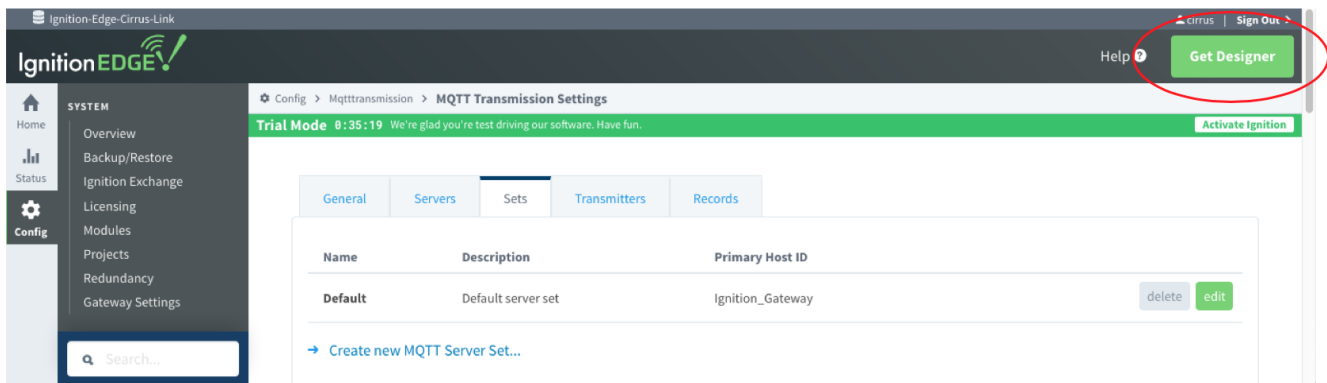 Ignition-Edge-Cirrus-Link
cirrus | Sign Out >
Ignition EDGE!
Help ?
Get Designer
Home
Status
Config
SYSTEM
Overview
Backup/Restore
Ignition Exchange
Licensing
Modules
Projects
Redundancy
Gateway Settings
Search...
Config > Mqtttransmission > MQTT Transmission Settings
Trial Mode 0:35:19 We're glad you're test driving our software. Have fun.
Activate Ignition
General Servers Sets Transmitters Records
Name Description Primary Host ID
Default Default server set Ignition_Gateway delete edit
→ Create new MQTT Server Set...